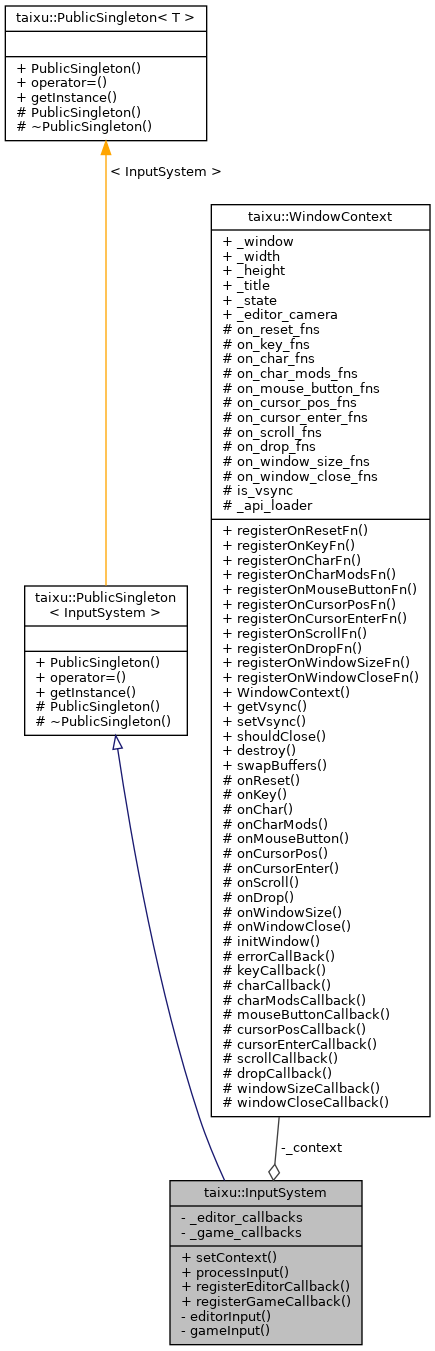 taixu::PublicSingleton< T >
+ PublicSingleton()
+ operator=()
+ getInstance()
# PublicSingleton()
# ~PublicSingleton()
< InputSystem >
taixu::WindowContext
+ _window
+ _width
+ _height
+ _title
+ _state
+ _editor_camera
# on_reset_fns
# on_key_fns
# on_char_fns
# on_char_mods_fns
# on_mouse_button_fns
# on_cursor_pos_fns
# on_cursor_enter_fns
# on_scroll_fns
# on_drop_fns
# on_window_size_fns
# on_window_close_fns
# is_vsync
# _api_loader
+ registerOnResetFn()
+ registerOnKeyFn()
+ registerOnCharFn()
+ registerOnCharModsFn()
+ registerOnMouseButtonFn()
+ registerOnCursorPosFn()
+ registerOnCursorEnterFn()
+ registerOnScrollFn()
+ registerOnDropFn()
+ registerOnWindowSizeFn()
+ registerOnWindowCloseFn()
+ WindowContext()
+ getVsync()
+ setVsync()
+ shouldClose()
+ destroy()
+ swapBuffers()
# onReset()
# onKey()
# onChar()
# onCharMods()
# onMouseButton()
# onCursorPos()
# onCursorEnter()
# onScroll()
# onDrop()
# onWindowSize()
# onWindowClose()
# initWindow()
# errorCallBack()
# keyCallback()
# charCallback()
# charModsCallback()
# mouseButtonCallback()
# cursorPosCallback()
# cursorEnterCallback()
# scrollCallback()
# dropCallback()
# windowSizeCallback()
# windowCloseCallback()
taixu::PublicSingleton
< InputSystem >
+ PublicSingleton()
+ operator=()
+ getInstance()
# PublicSingleton()
# ~PublicSingleton()
-_context
taixu::InputSystem
- _editor_callbacks
- _game_callbacks
+ setContext()
+ processInput()
+ registerEditorCallback()
+ registerGameCallback()
- editorInput()
- gameInput()